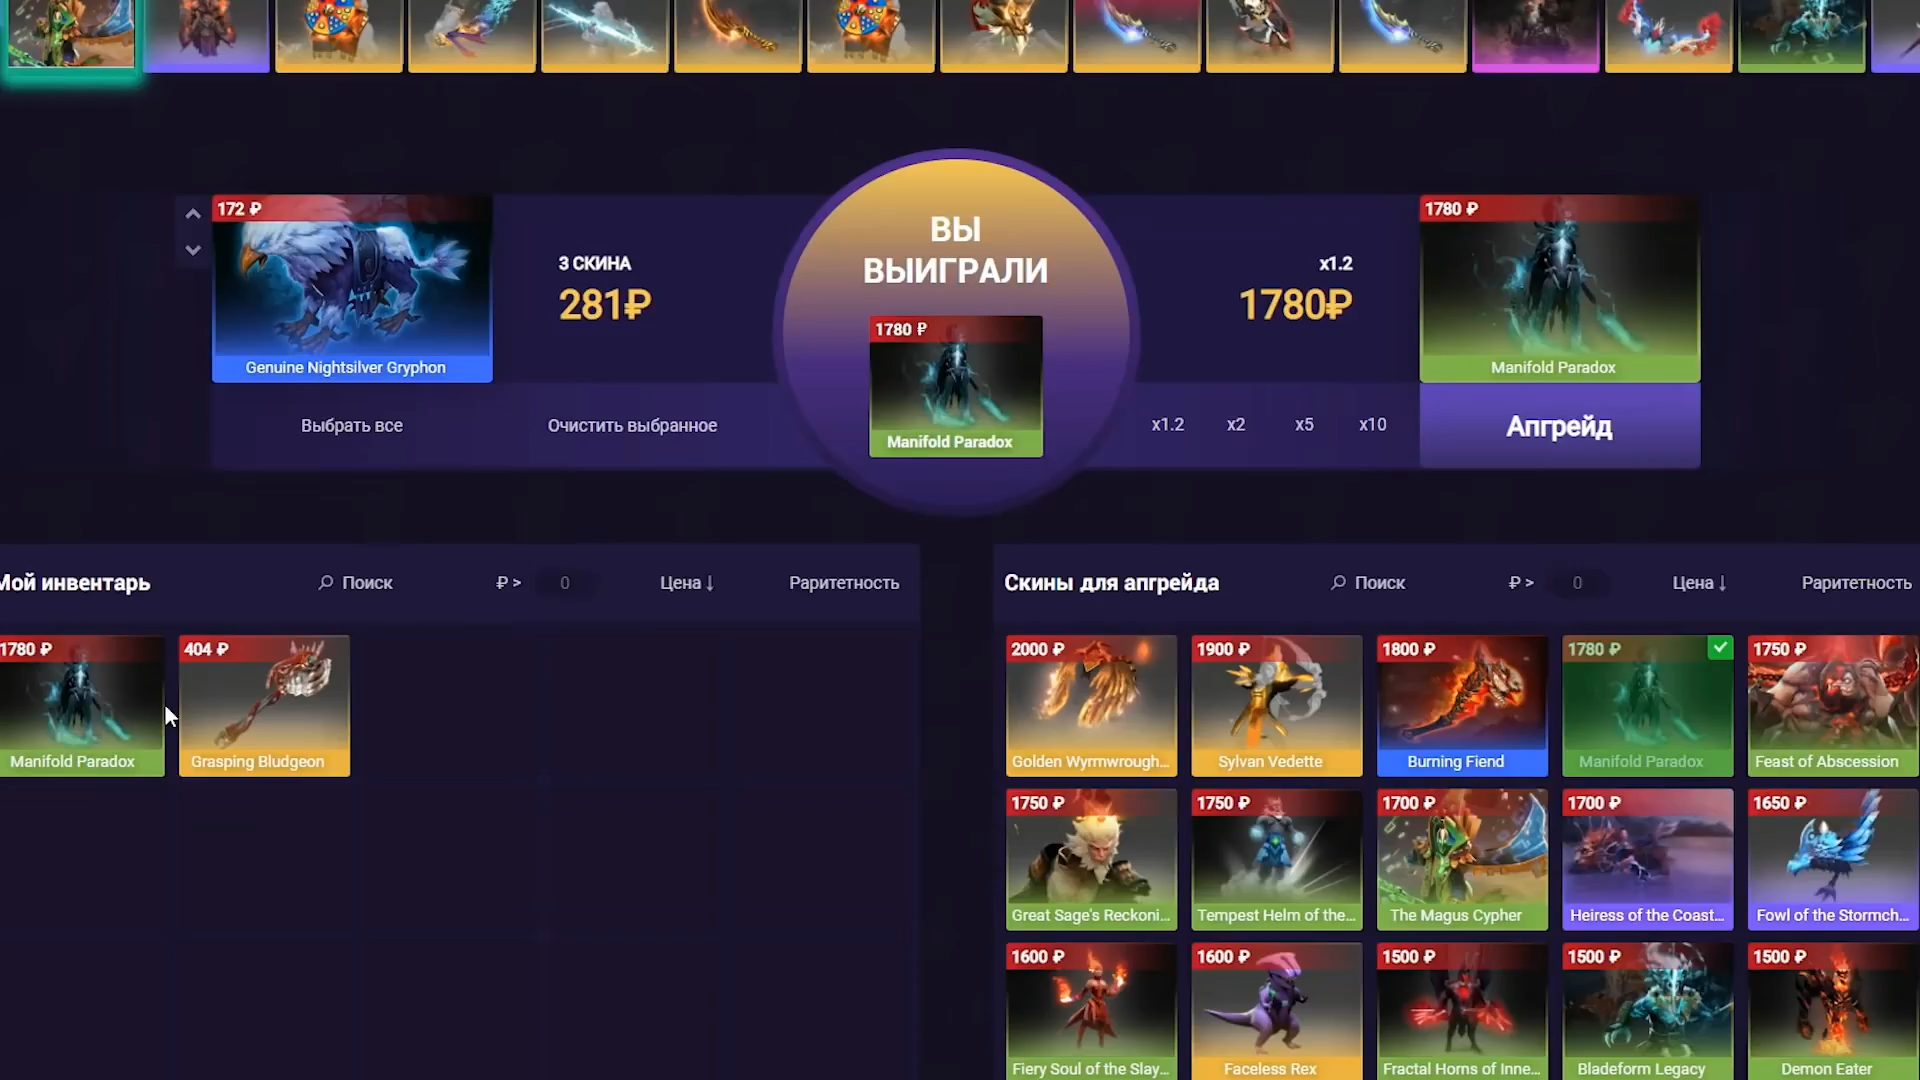 172 ₽
Genuine Nightsilver Gryphon
3 СКИНА
281₽
Выбрать все
Очистить выбранное
ВЫ
ВЫИГРАЛИ
1780 ₽
Manifold Paradox
x1.2
1780₽
x1.2 x2 x5 x10
1780 ₽
Manifold Paradox
Апгрейд
Мой инвентарь
Поиск
₽ > 0
Цена ↓
Раритетность
1780 ₽
Manifold Paradox
404 ₽
Grasping Bludgeon
Скины для апгрейда
Поиск
₽ > 0
Цена ↓
Раритетность
2000 ₽
Golden Wyrmwrough...
1900 ₽
Sylvan Vedette
1800 ₽
Burning Fiend
1780 ₽
Manifold Paradox
1750 ₽
Feast of Abscession
1750 ₽
Great Sage's Reckoni...
1750 ₽
Tempest Helm of the...
1700 ₽
The Magus Cypher
1700 ₽
Heiress of the Coast...
1650 ₽
Fowl of the Stormch...
1600 ₽
Fiery Soul of the Slay...
1600 ₽
Faceless Rex
1500 ₽
Fractal Horns of Inne...
1500 ₽
Bladeform Legacy
1500 ₽
Demon Eater